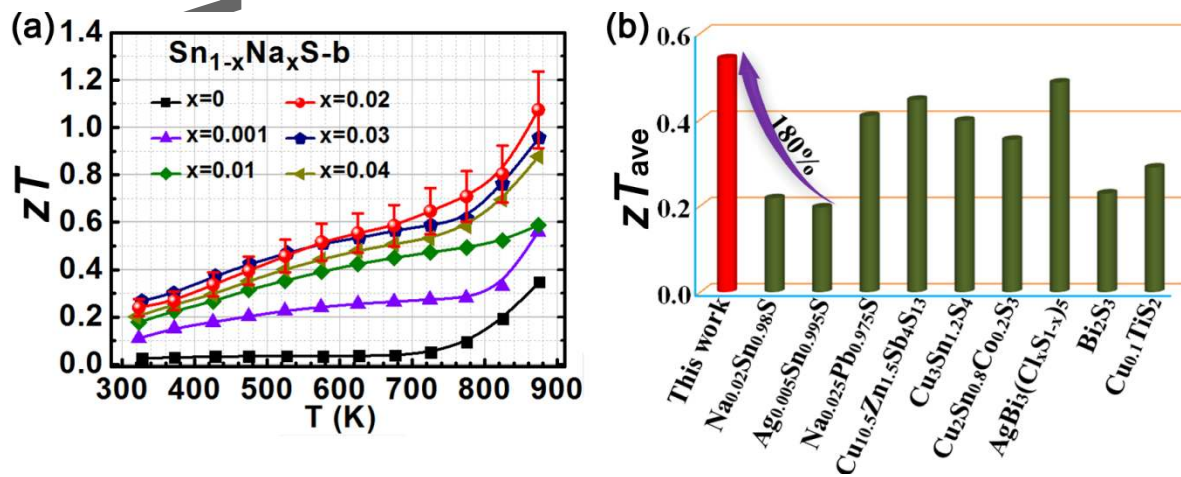 (a)
zT
1.4
1.2
1.0
0.8
0.6
0.4
0.2
0.0
Sn1-xNaxS-b
x=0 x=0.02
x=0.001 x=0.03
x=0.01 x=0.04
300 400 500 600 700 800 900
T (K)
(b)
zTave
0.6
0.4
0.2
0.0
180%
This work
Na0.02Sn0.98S
Ag0.005Sn0.995S
Na0.025Pb0.975S
Cu10.5Zn1.5Sb4S13
Cu3Sn1.2S4
Cu2Sn0.8Co0.2S3
AgBi3(ClxS1-x)5
Bi2S3
Cu0.1TiS2